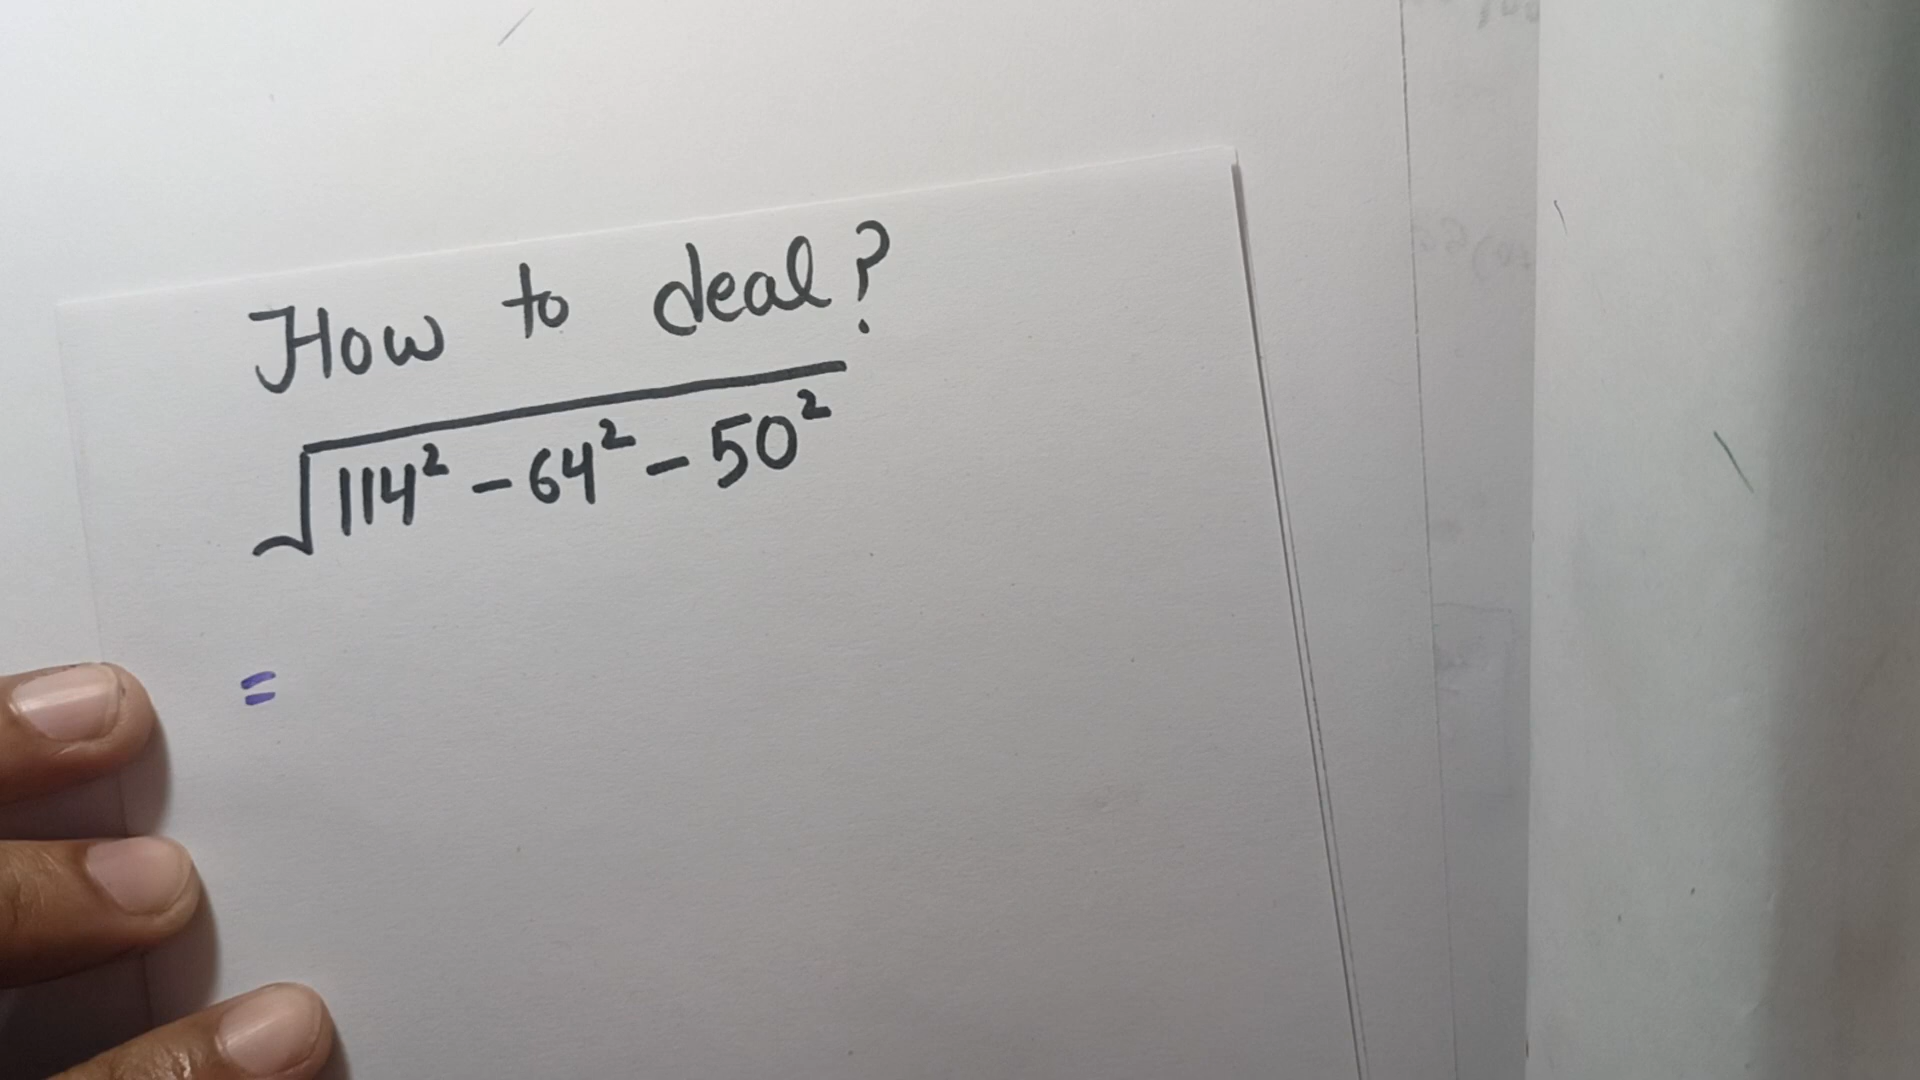 How to deal?
√114² - 64² - 50²
=